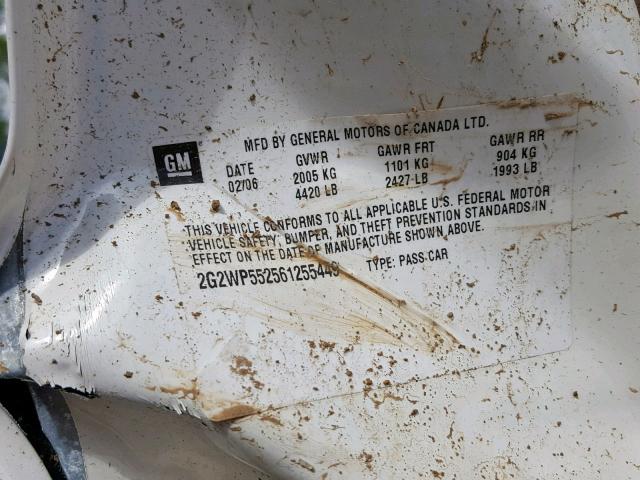 MFD BY GENERAL MOTORS OF CANADA LTD.
GM
DATE GVWR GAWR FRT GAWR RR
02/06 2005 KG 1101 KG 904 KG
4420 LB 2427 LB 1993 LB
THIS VEHICLE CONFORMS TO ALL APPLICABLE U.S. FEDERAL MOTOR
VEHICLE SAFETY, BUMPER, AND THEFT PREVENTION STANDARDS IN
EFFECT ON THE DATE OF MANUFACTURE SHOWN ABOVE.
2G2WP552561255449 TYPE: PASS CAR